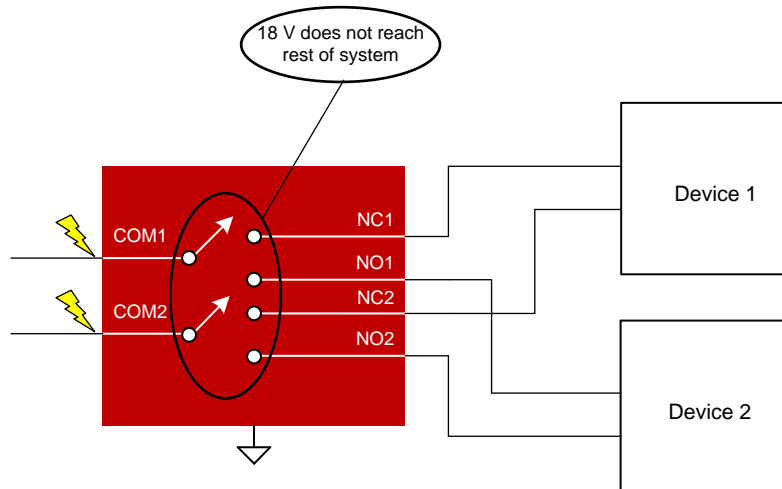 18 V does not reach
rest of system
COM1
COM2
NC1
NO1
NC2
NO2
Device 1
Device 2